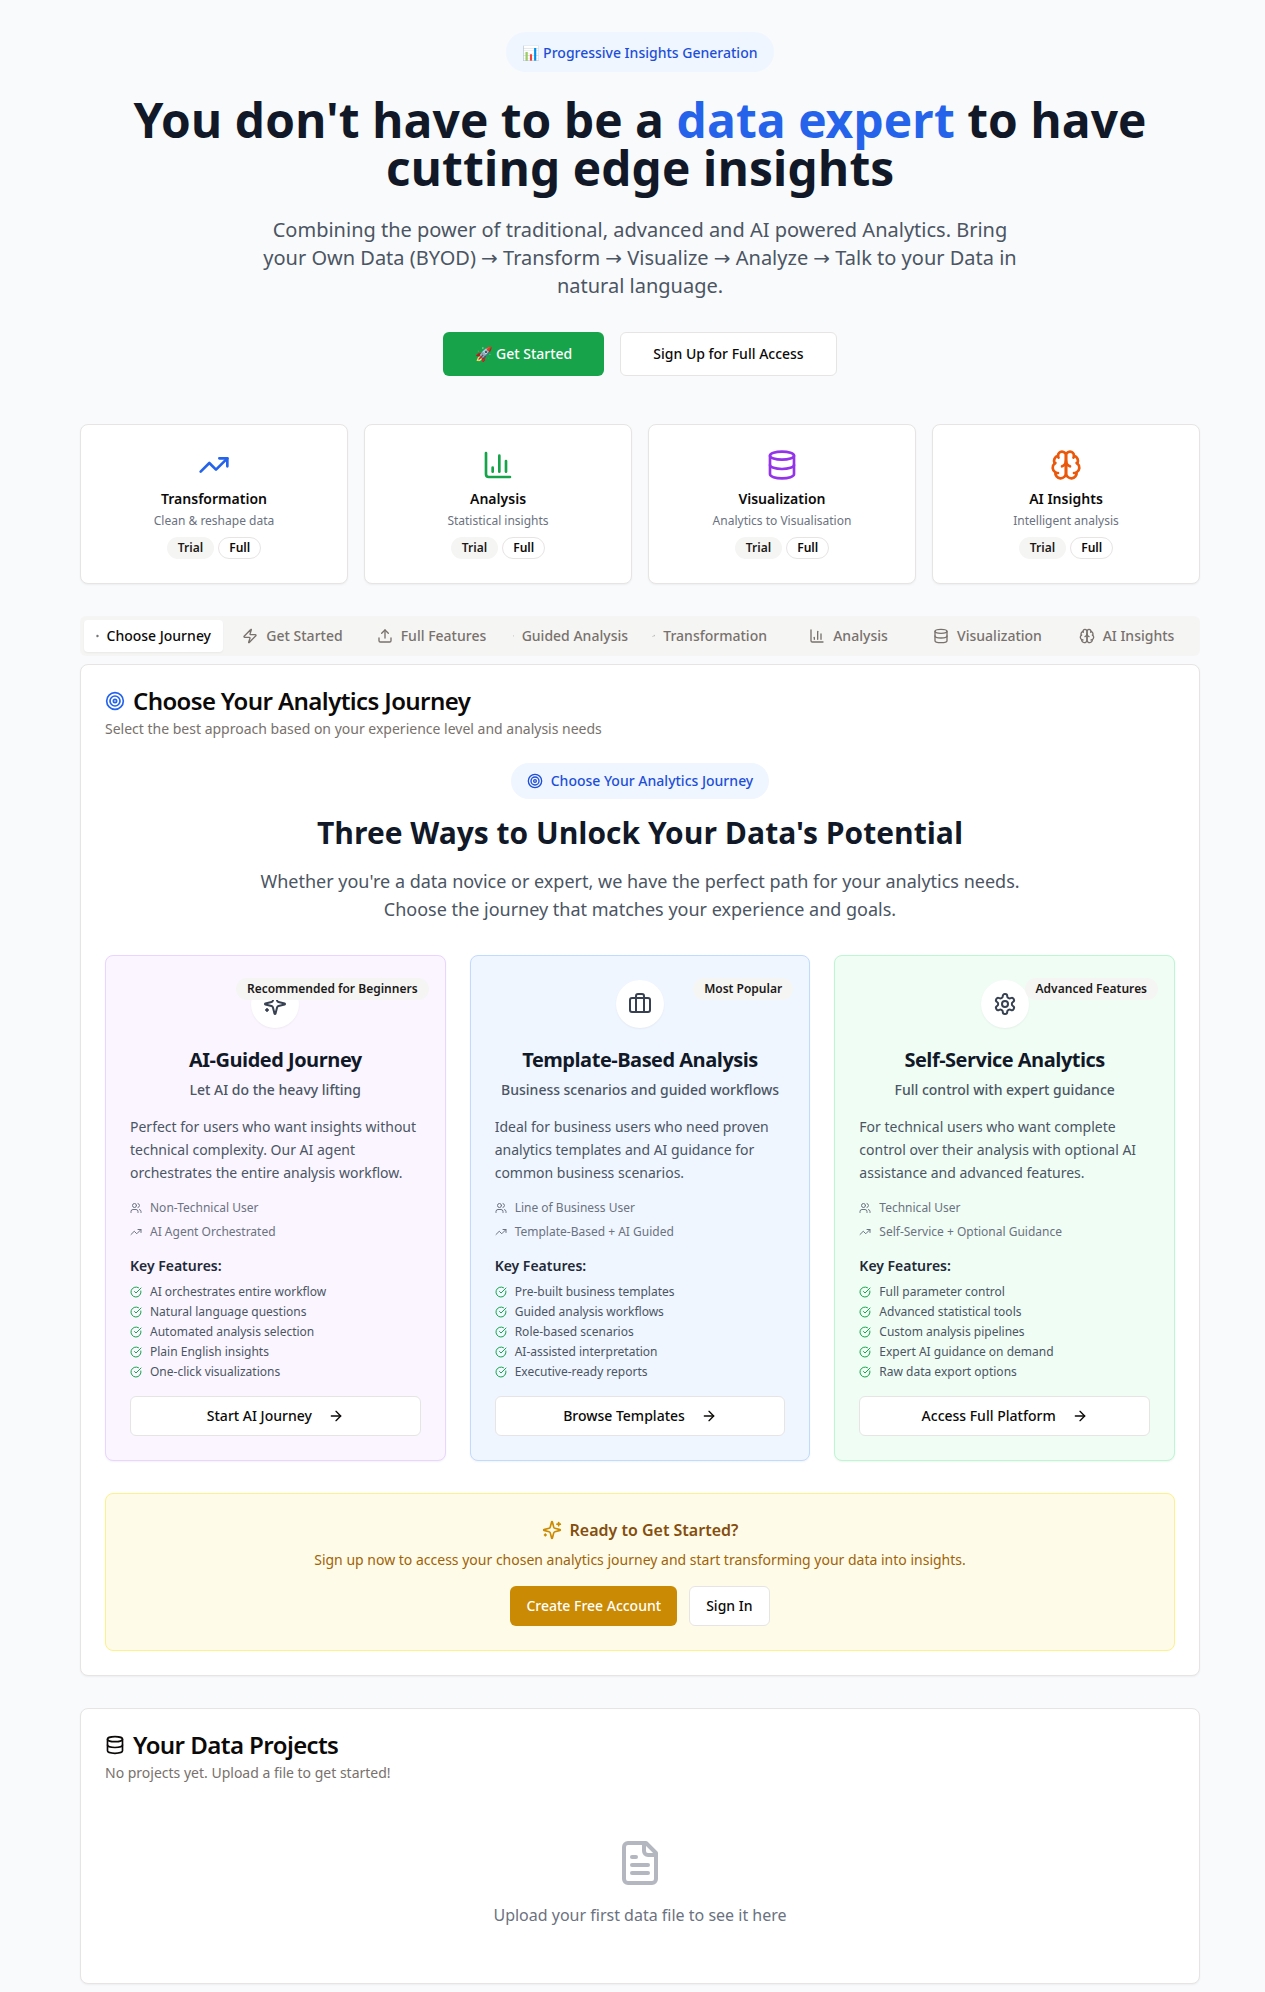 📊 Progressive Insights Generation
You don't have to be a data expert to have
cutting edge insights
Combining the power of traditional, advanced and AI powered Analytics. Bring
your Own Data (BYOD) → Transform → Visualize → Analyze → Talk to your Data in
natural language.
🚀 Get Started
Sign Up for Full Access
Transformation
Clean & reshape data
Trial Full
Analysis
Statistical insights
Trial Full
Visualization
Analytics to Visualisation
Trial Full
AI Insights
Intelligent analysis
Trial Full
Choose Journey
Get Started
Full Features
Guided Analysis
Transformation
Analysis
Visualization
AI Insights
Choose Your Analytics Journey
Select the best approach based on your experience level and analysis needs
Choose Your Analytics Journey
Three Ways to Unlock Your Data's Potential
Whether you're a data novice or expert, we have the perfect path for your analytics needs.
Choose the journey that matches your experience and goals.
Recommended for Beginners
AI-Guided Journey
Let AI do the heavy lifting
Perfect for users who want insights without
technical complexity. Our AI agent
orchestrates the entire analysis workflow.
Non-Technical User
AI Agent Orchestrated
Key Features:
AI orchestrates entire workflow
Natural language questions
Automated analysis selection
Plain English insights
One-click visualizations
Start AI Journey →
Most Popular
Template-Based Analysis
Business scenarios and guided workflows
Ideal for business users who need proven
analytics templates and AI guidance for
common business scenarios.
Line of Business User
Template-Based + AI Guided
Key Features:
Pre-built business templates
Guided analysis workflows
Role-based scenarios
AI-assisted interpretation
Executive-ready reports
Browse Templates →
Advanced Features
Self-Service Analytics
Full control with expert guidance
For technical users who want complete
control over their analysis with optional AI
assistance and advanced features.
Technical User
Self-Service + Optional Guidance
Key Features:
Full parameter control
Advanced statistical tools
Custom analysis pipelines
Expert AI guidance on demand
Raw data export options
Access Full Platform →
Ready to Get Started?
Sign up now to access your chosen analytics journey and start transforming your data into insights.
Create Free Account
Sign In
Your Data Projects
No projects yet. Upload a file to get started!
Upload your first data file to see it here